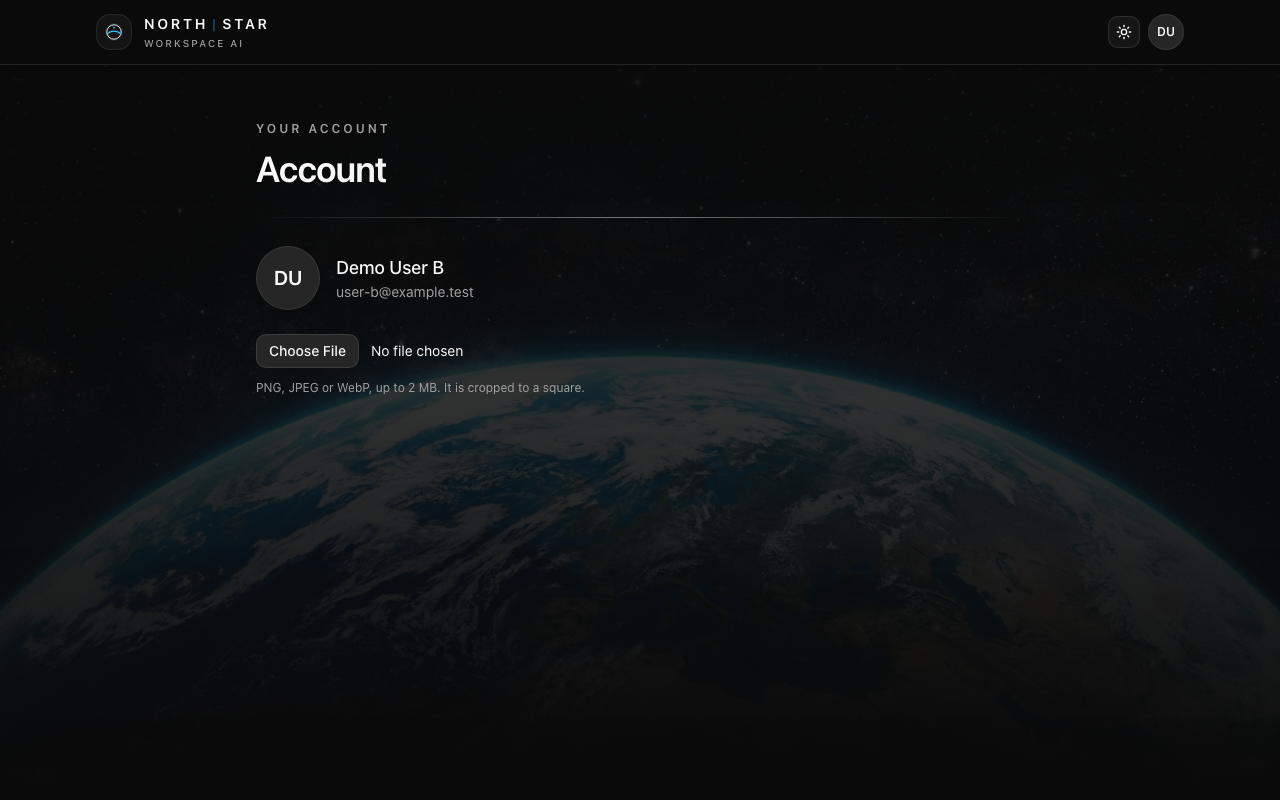 NORTH | STAR
WORKSPACE AI
DU
YOUR ACCOUNT
Account
DU
Demo User B
user-b@example.test
Choose File No file chosen
PNG, JPEG or WebP, up to 2 MB. It is cropped to a square.